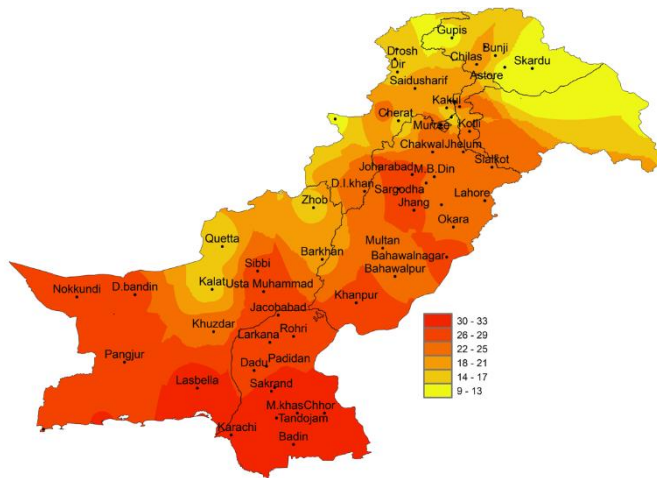 Gupis
Drosh
Dir
Chilas
Bunji
Skardu
Astore
Saidusharif
Kakul
Cherat
Murree
Kotli
Chakwal
Jhelum
Sialkot
Joharabad
M.B.Din
D.I.khan
Sargodha
Lahore
Zhob
Jhang
Okara
Quetta
Multan
Barkhan
Bahawalnagar
Sibbi
Bahawalpur
Nokkundi
D.bandin
Kalat
Usta Muhammad
Khanpur
Jacobabad
Khuzdar
Rohri
Larkana
Pangjur
Dadu
Padidan
Lasbella
Sakrand
M.khas
Chhor
Tandojam
Karachi
Badin
30 - 33
26 - 29
22 - 25
18 - 21
14 - 17
9 - 13